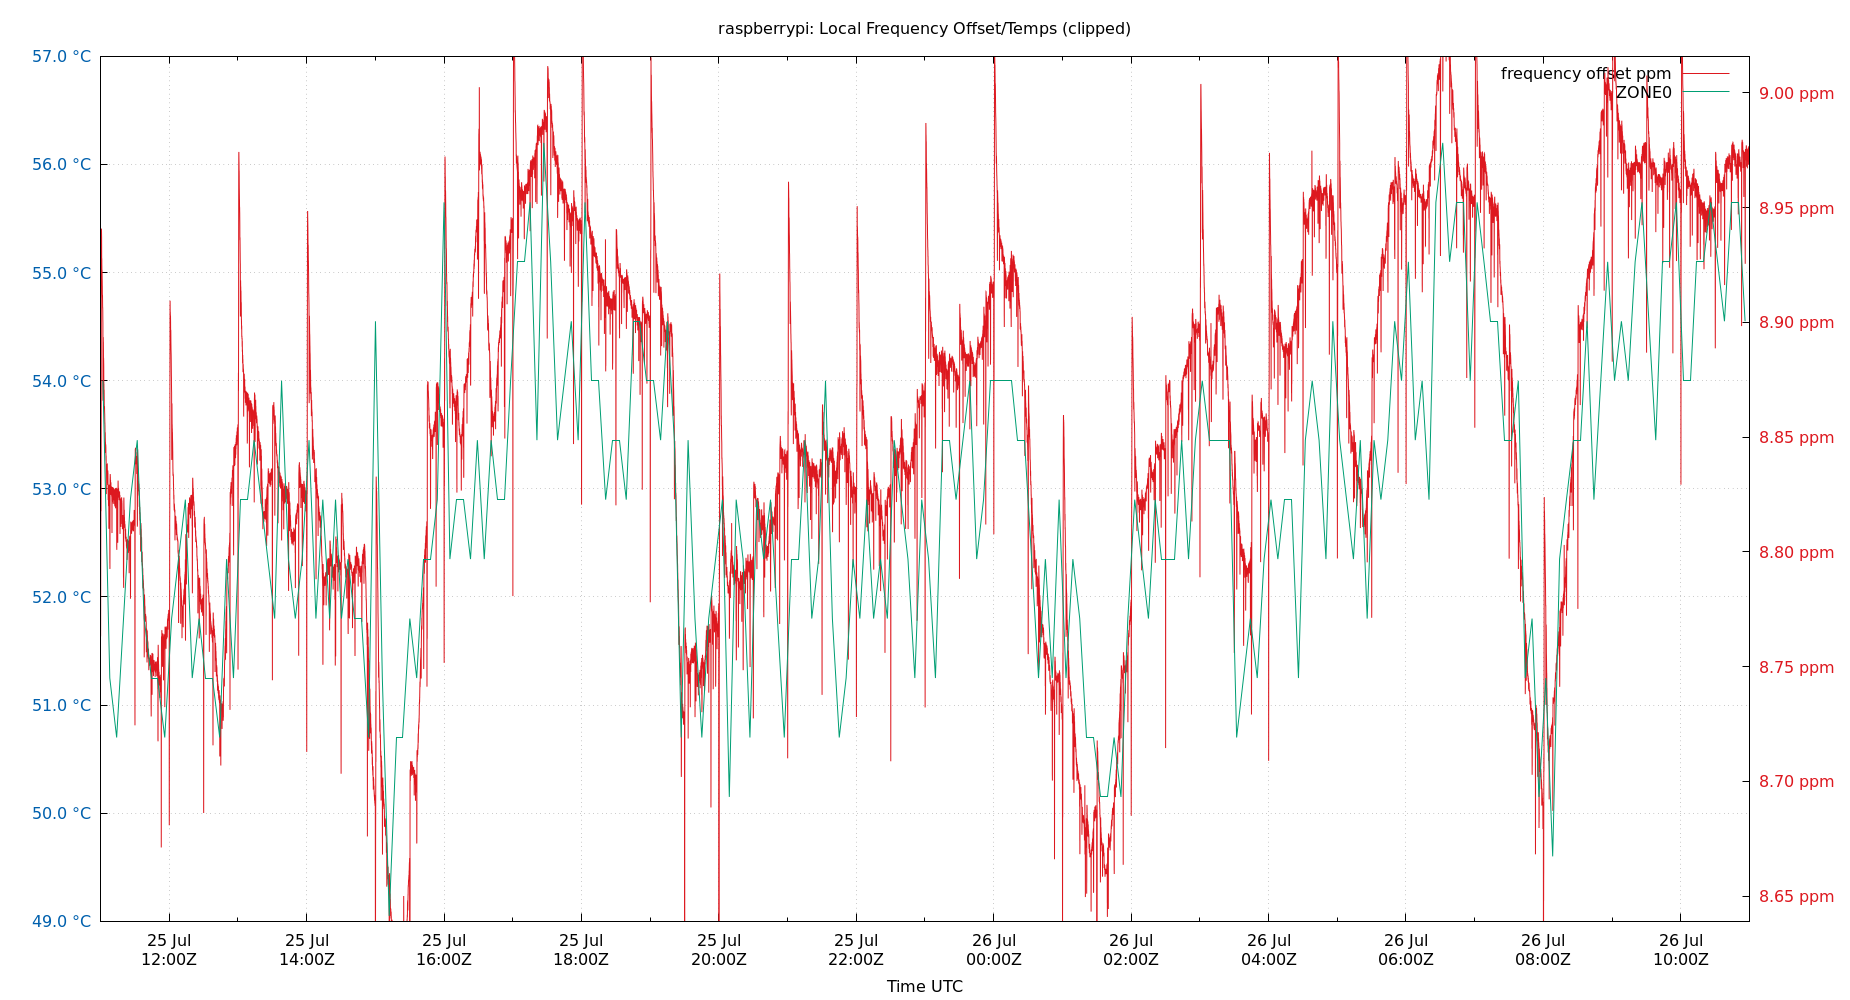 raspberrypi: Local Frequency Offset/Temps (clipped)
frequency offset ppm
ZONE0
57.0 °C
56.0 °C
55.0 °C
54.0 °C
53.0 °C
52.0 °C
51.0 °C
50.0 °C
49.0 °C
9.00 ppm
8.95 ppm
8.90 ppm
8.85 ppm
8.80 ppm
8.75 ppm
8.70 ppm
8.65 ppm
25 Jul
12:00Z
25 Jul
14:00Z
25 Jul
16:00Z
25 Jul
18:00Z
25 Jul
20:00Z
25 Jul
22:00Z
26 Jul
00:00Z
26 Jul
02:00Z
26 Jul
04:00Z
26 Jul
06:00Z
26 Jul
08:00Z
26 Jul
10:00Z
Time UTC